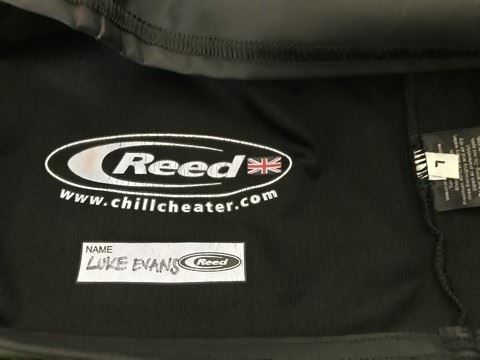 Reed
www.chillcheater.com
NAME
LUKE EVANS Reed
L